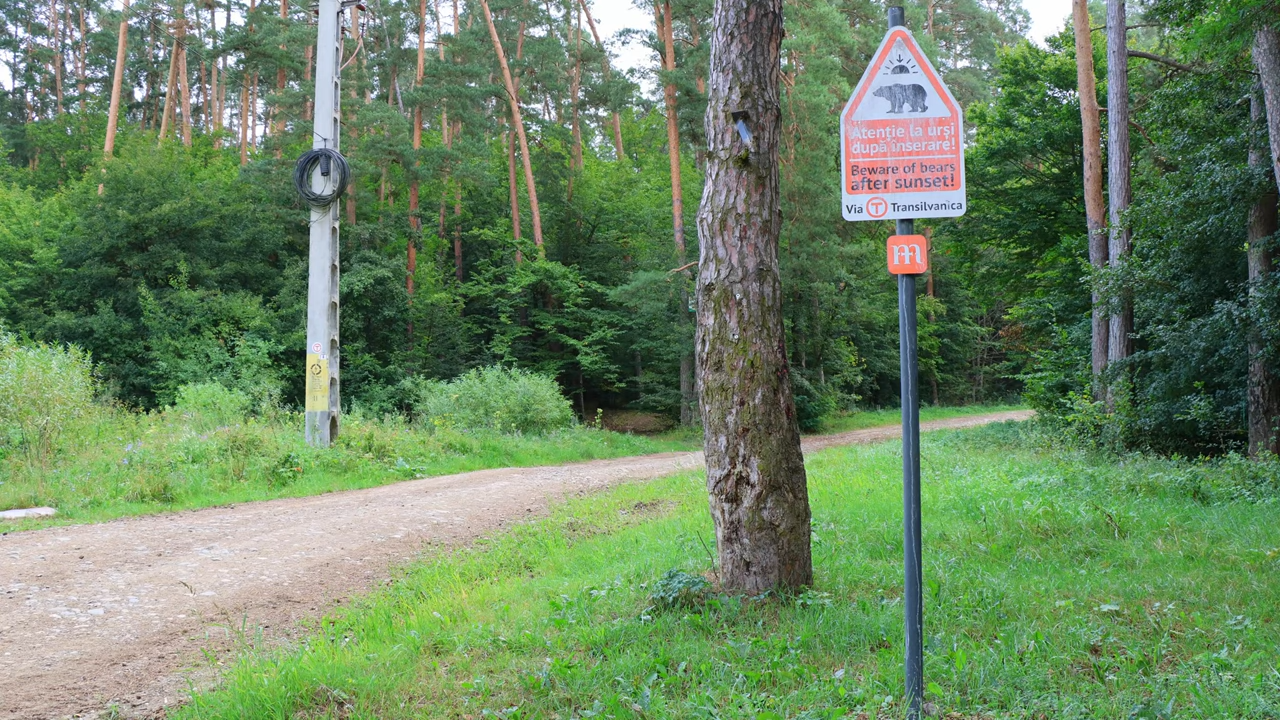 Atenție la urși
după înserare!
Beware of bears
after sunset!
Via T Transilvanica
m